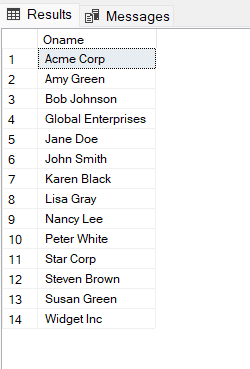 Results Messages
Oname
1 Acme Corp
2 Amy Green
3 Bob Johnson
4 Global Enterprises
5 Jane Doe
6 John Smith
7 Karen Black
8 Lisa Gray
9 Nancy Lee
10 Peter White
11 Star Corp
12 Steven Brown
13 Susan Green
14 Widget Inc